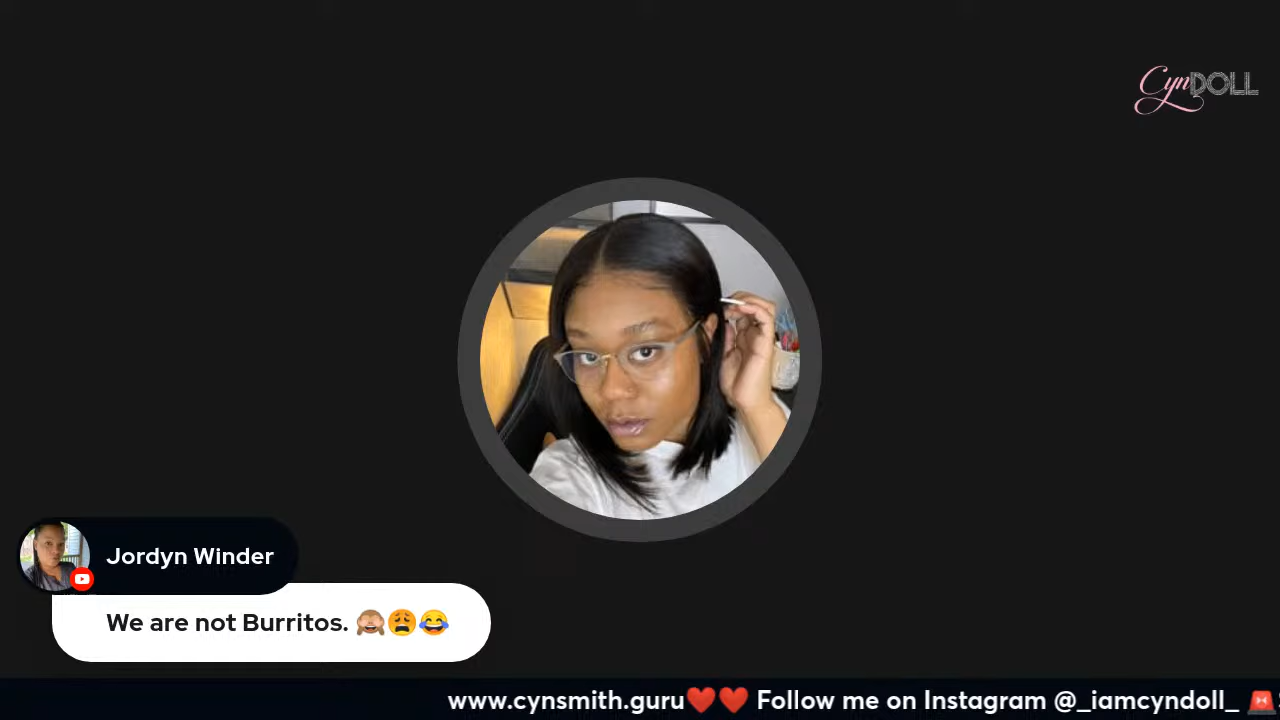 CynDOLL
Jordyn Winder
We are not Burritos. 🙈😩😂
www.cynsmith.guru❤️❤️ Follow me on Instagram @_iamcyndoll_ 🚨